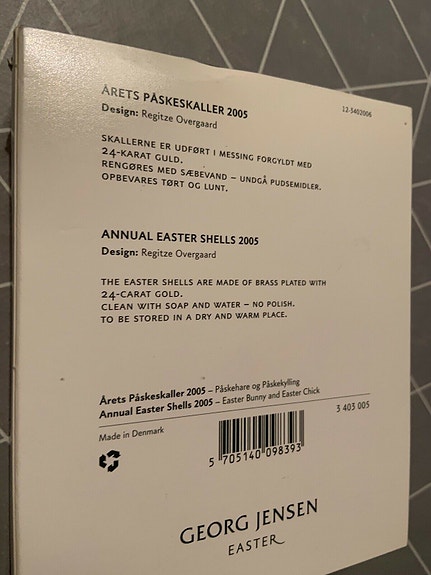 ÅRETS PÅSKESKALLER 2005
12-5402006
Design: Regitze Overgaard
SKALLERNE ER UDFØRT I MESSING FORGYLDT MED
24-KARAT GULD.
RENGØRES MED SÆBEVAND – UNDGÅ PUDSEMIDLER.
OPBEVARES TØRT OG LUNT.
ANNUAL EASTER SHELLS 2005
Design: Regitze Overgaard
THE EASTER SHELLS ARE MADE OF BRASS PLATED WITH
24-CARAT GOLD.
CLEAN WITH SOAP AND WATER – NO POLISH.
TO BE STORED IN A DRY AND WARM PLACE.
Årets Påskeskaller 2005 – Påskehare og Påskekylling
Annual Easter Shells 2005 – Easter Bunny and Easter Chick
3 403 005
Made in Denmark
5 705140 098393
GEORG JENSEN
EASTER